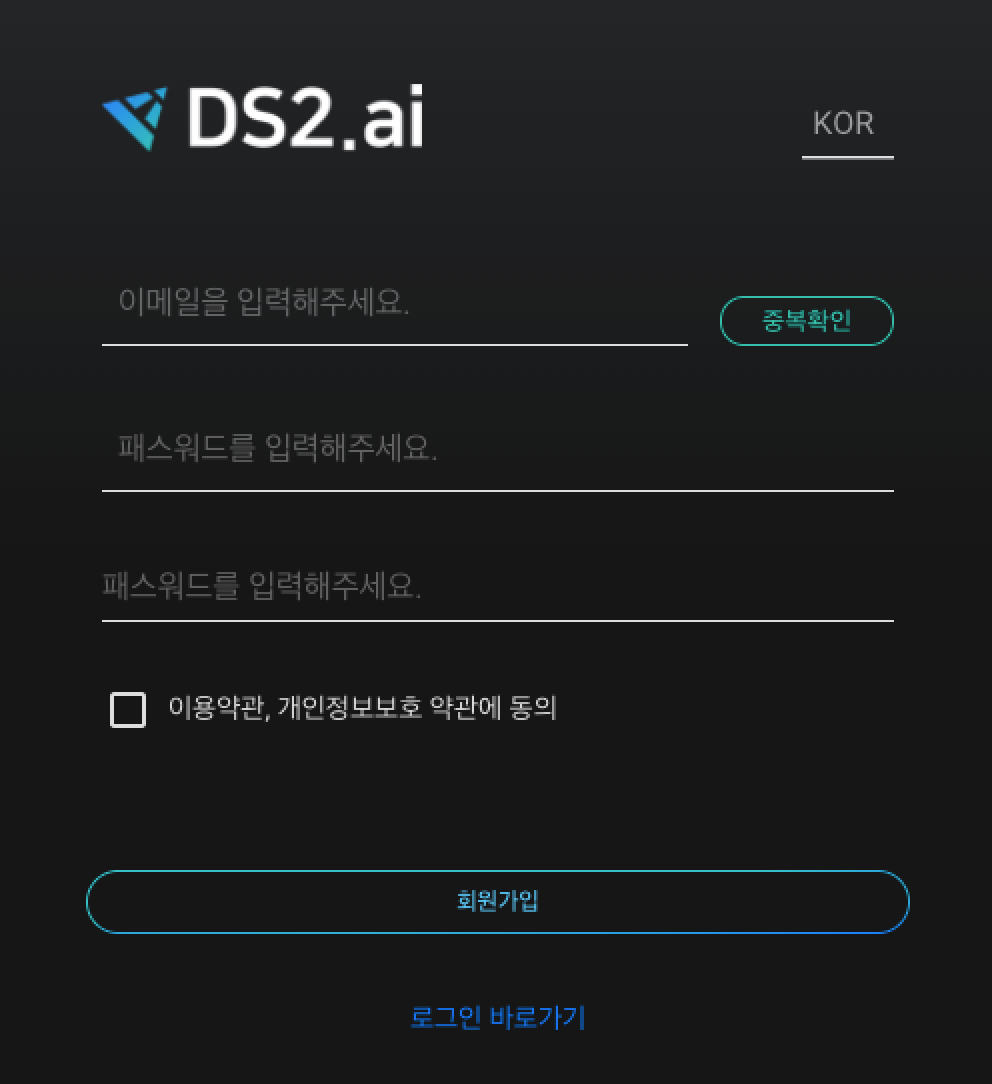 DS2.ai
KOR
이메일을 입력해주세요.
중복확인
패스워드를 입력해주세요.
패스워드를 입력해주세요.
이용약관, 개인정보보호 약관에 동의
회원가입
로그인 바로가기